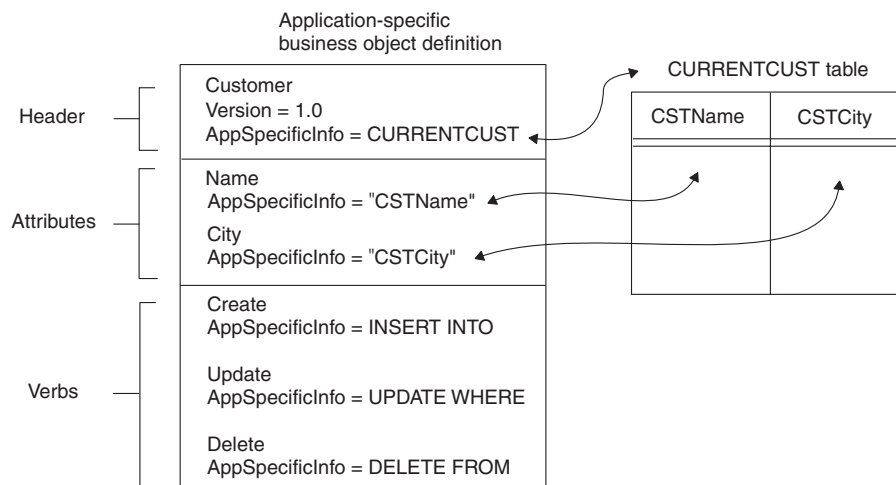 Application-specific
business object definition
Header
Customer
Version = 1.0
AppSpecificInfo = CURRENTCUST
Attributes
Name
AppSpecificInfo = "CSTName"
City
AppSpecificInfo = "CSTCity"
Verbs
Create
AppSpecificInfo = INSERT INTO
Update
AppSpecificInfo = UPDATE WHERE
Delete
AppSpecificInfo = DELETE FROM
CURRENTCUST table
CSTName
CSTCity